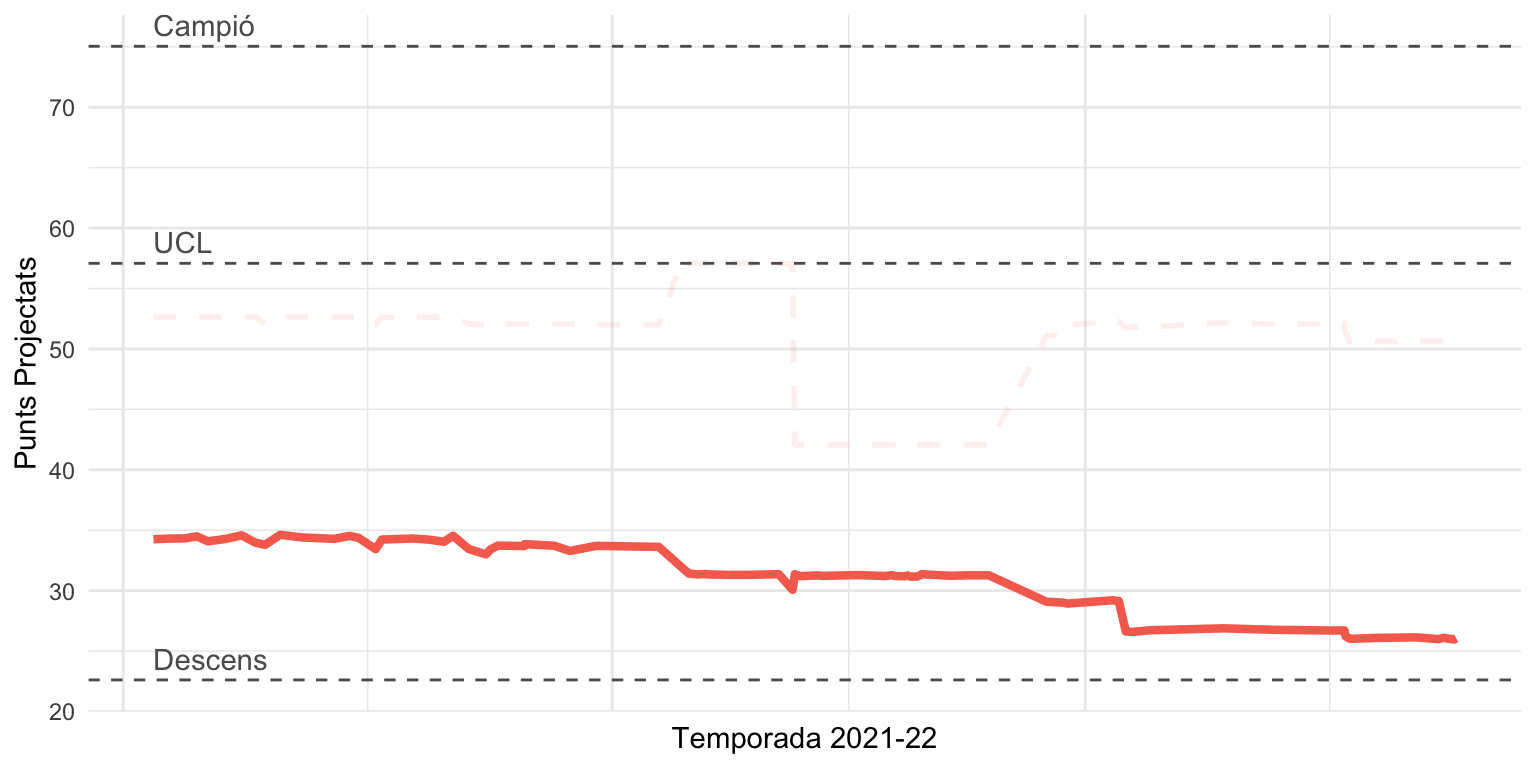 Campió
70
60
UCL
50
40
30
Descens
20
Punts Projectats
Temporada 2021-22